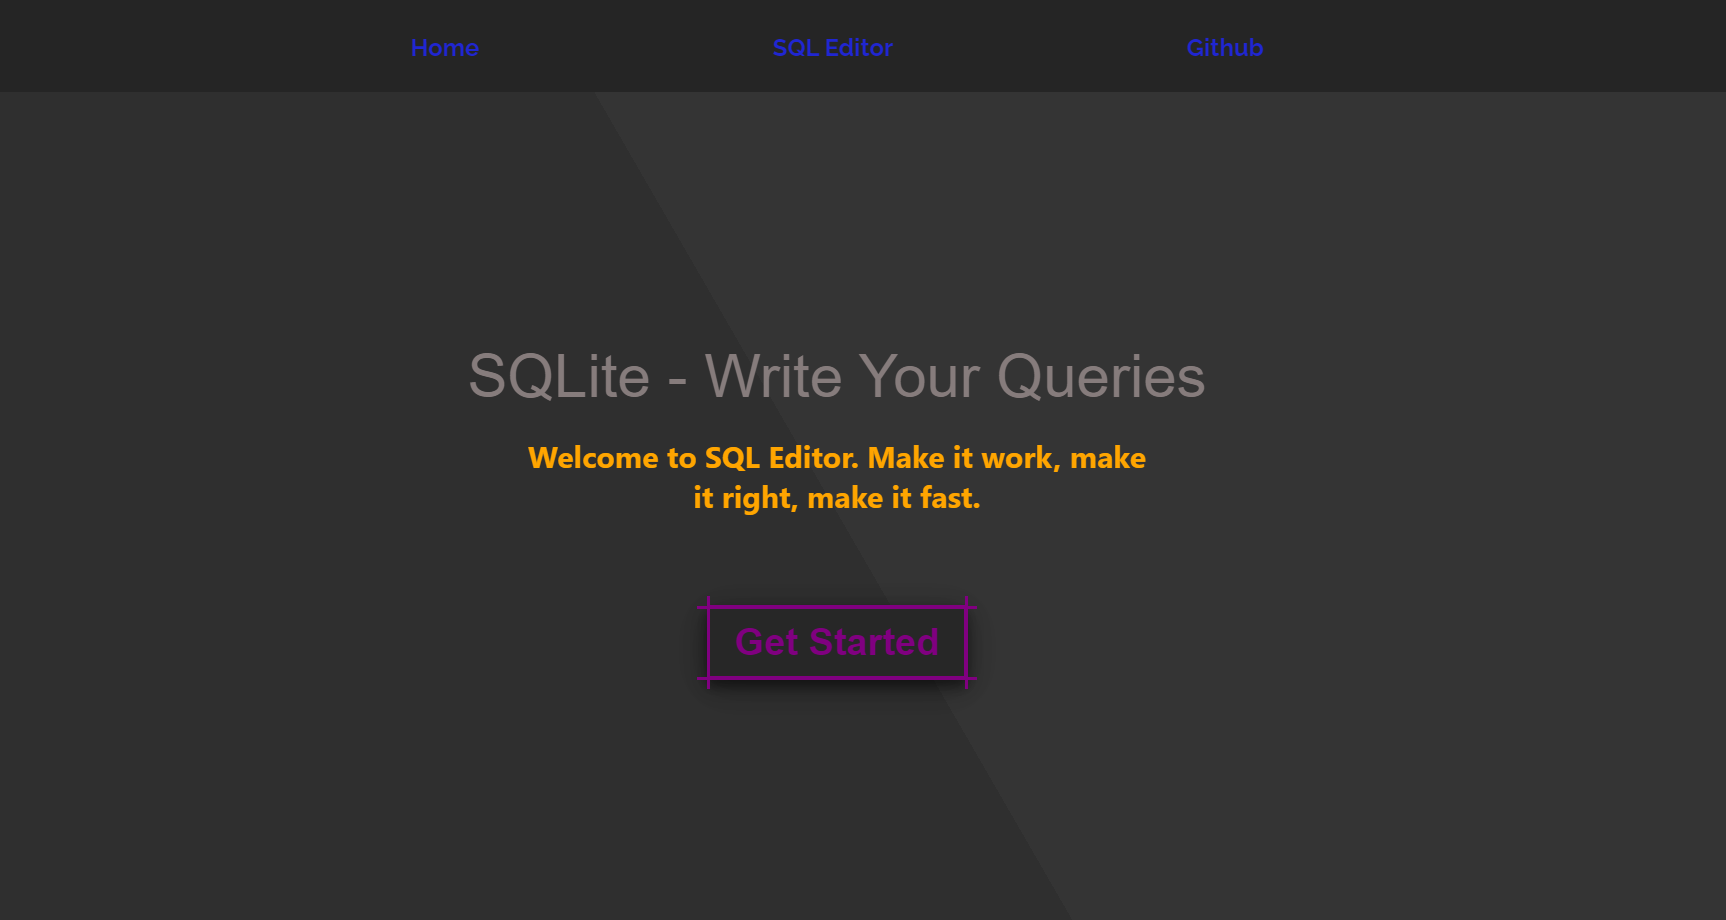 Home SQL Editor Github
SQLite - Write Your Queries
Welcome to SQL Editor. Make it work, make
it right, make it fast.
Get Started